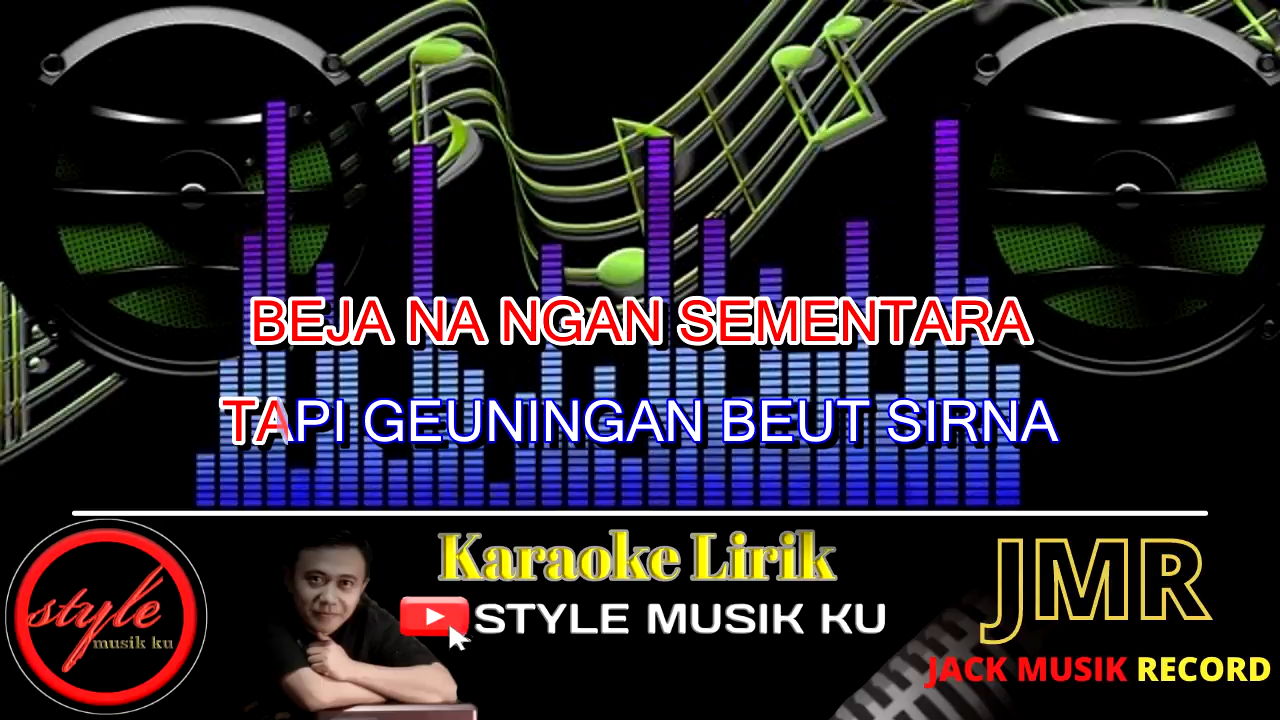 BEJA NA NGAN SEMENTARA
TAPI GEUNINGAN BEUT SIRNA
style
musik ku
Karaoke Lirik
STYLE MUSIK KU
JMR
JACK MUSIK RECORD